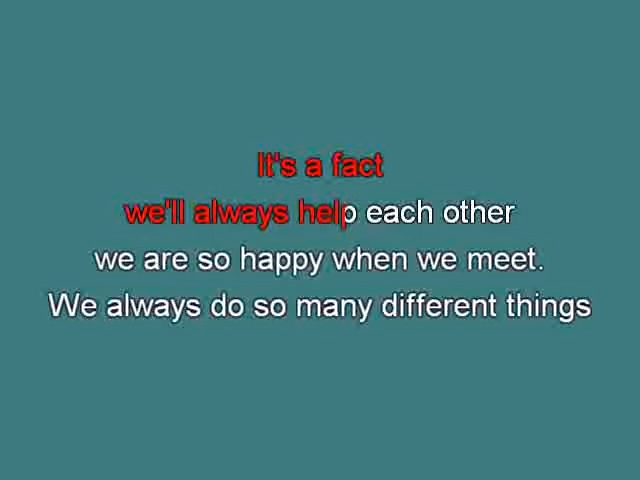 It's a fact
we'll always help each other
we are so happy when we meet.
We always do so many different things